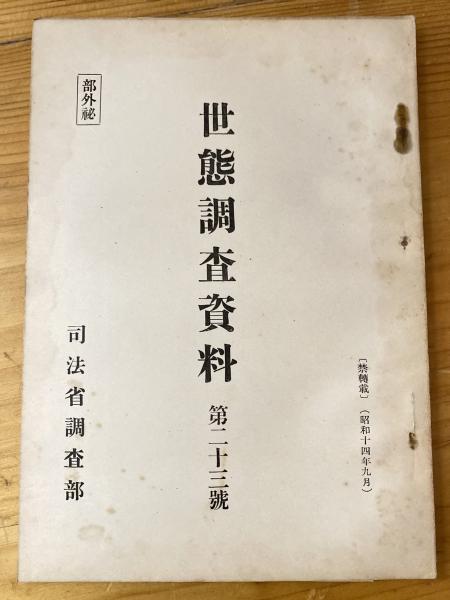 〔禁轉載〕（昭和十四年九月）
世態調査資料 第二十三號
部外祕
司法省調査部